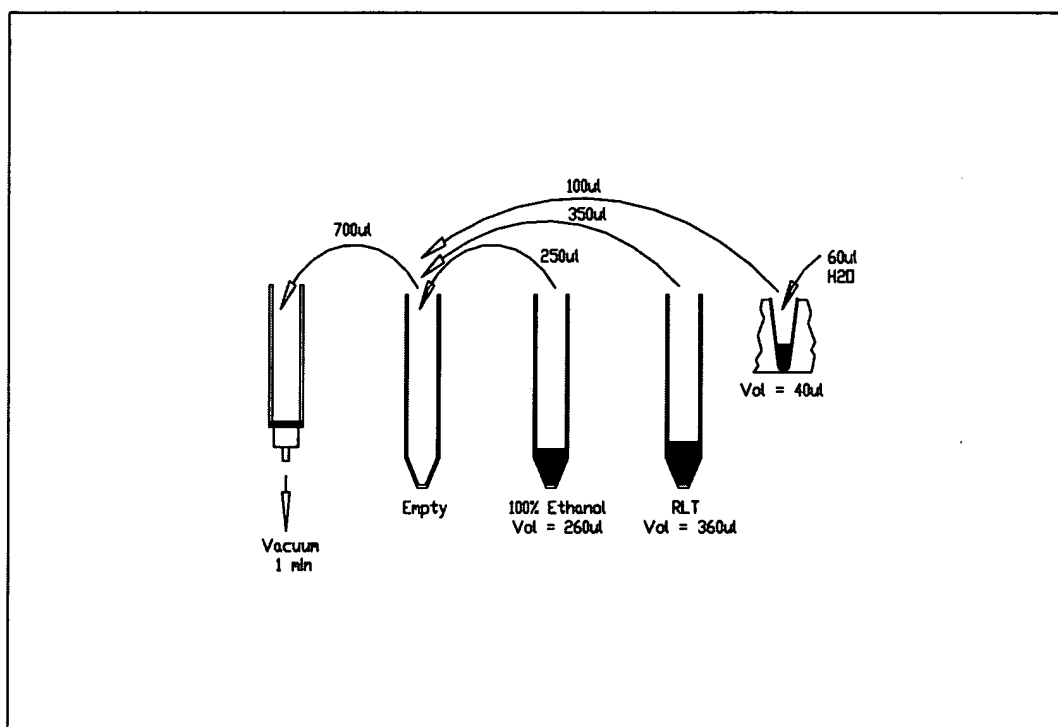 100ul
350ul
700ul
250ul
60ul
H2O
Vol = 40ul
Empty
100% Ethanol
Vol = 260ul
RLT
Vol = 360ul
Vacuum
1 min